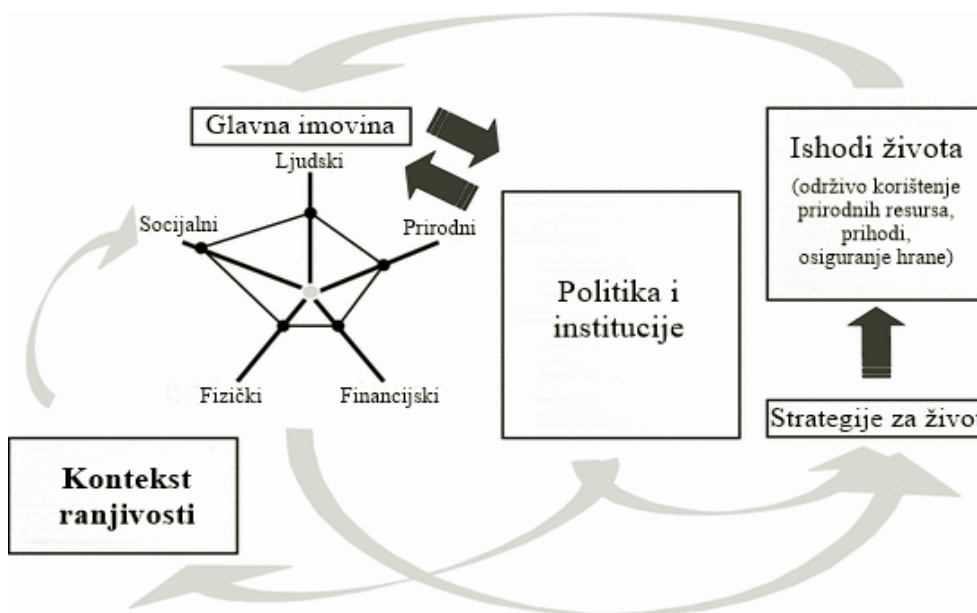 Glavna imovina
Ljudski
Socijalni
Prirodni
Fizički
Financijski
Kontekst
ranjivosti
Politika i
institucije
Ishodi života
(održivo korištenje
prirodnih resursa,
prihodi,
osiguranje hrane)
Strategije za život